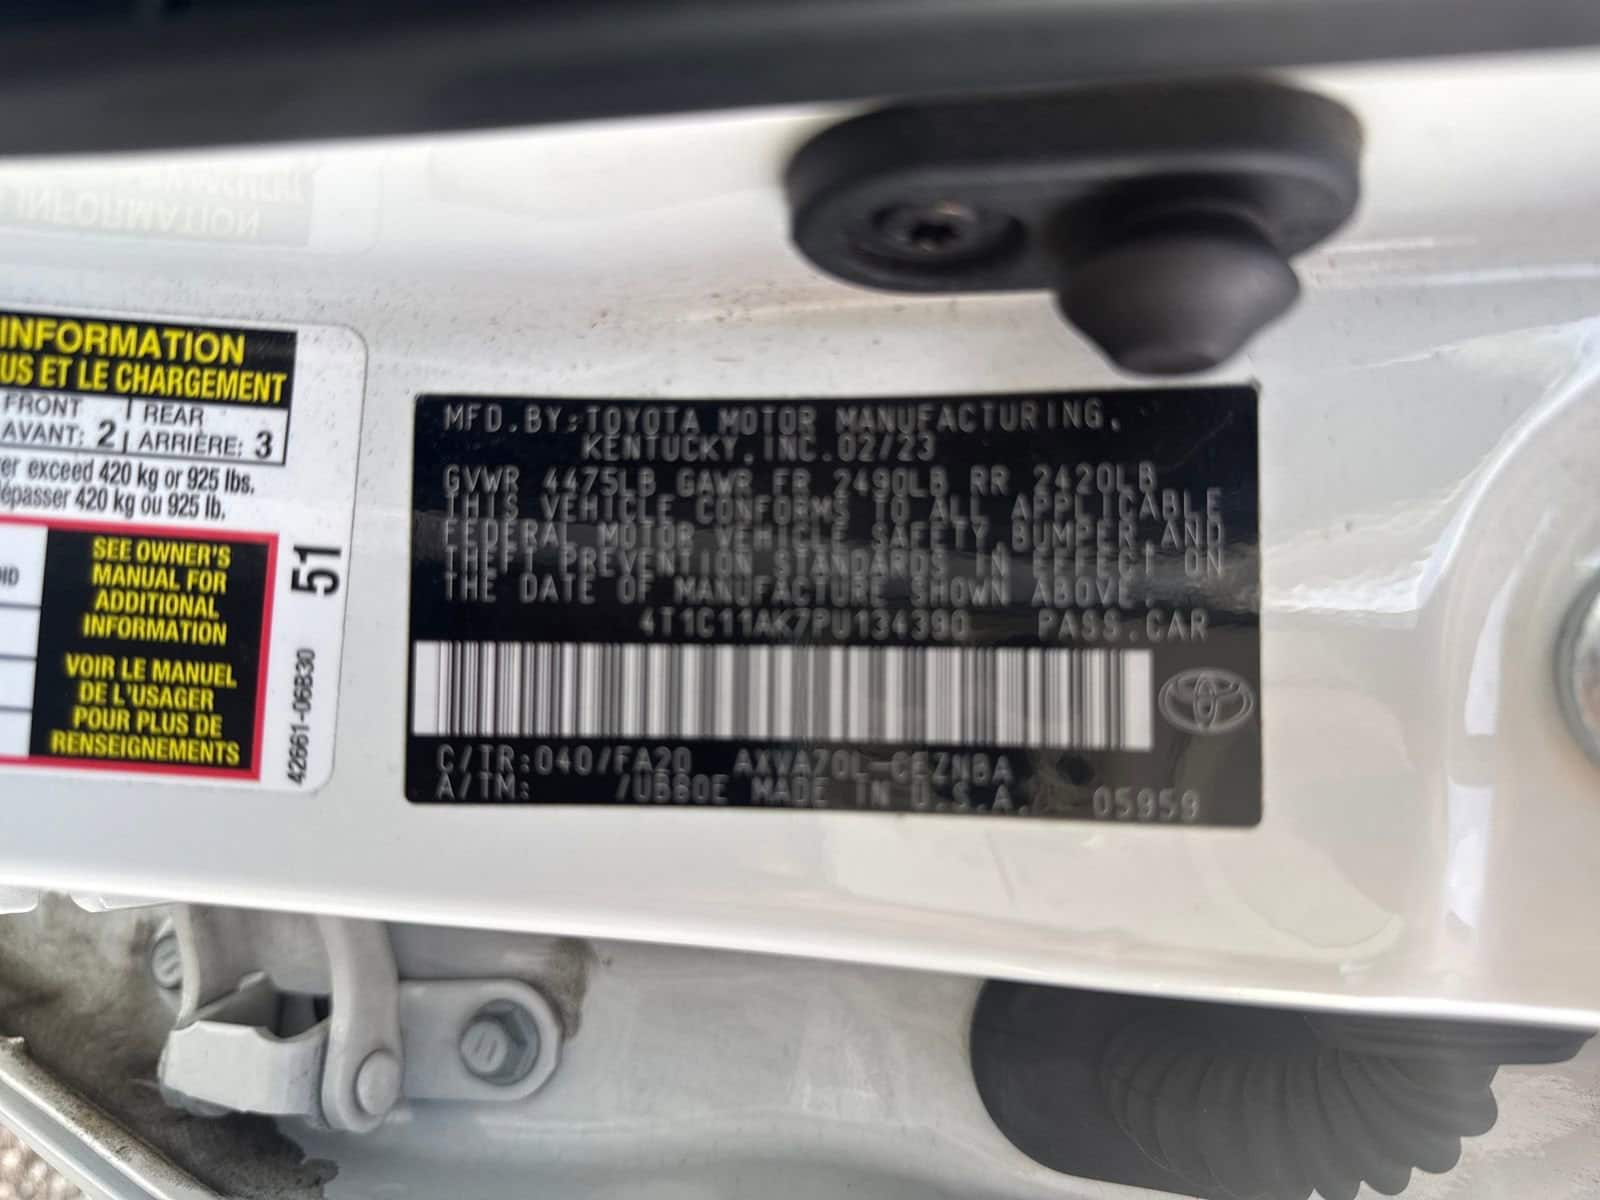 INFORMATION
US ET LE CHARGEMENT
FRONT
AVANT: 2
REAR
ARRIÈRE: 3
er exceed 420 kg or 925 lbs.
épasser 420 kg ou 925 lb.
SEE OWNER'S
MANUAL FOR
ADDITIONAL
INFORMATION
VOIR LE MANUEL
DE L'USAGER
POUR PLUS DE
RENSEIGNEMENTS
51
42661-06B30
MFD. BY: TOYOTA MOTOR MANUFACTURING,
KENTUCKY, INC. 02/23
GVWR 4475LB GAWR FR 2490LB RR 2420LB
THIS VEHICLE CONFORMS TO ALL APPLICABLE
FEDERAL MOTOR VEHICLE SAFETY, BUMPER AND
THEFT PREVENTION STANDARDS IN EFFECT ON
THE DATE OF MANUFACTURE SHOWN ABOVE.
4T1C11AK7PU134390 PASS. CAR
C/TR: 040/FA20 AXVA70L-CEZNBA
A/TM: /UB80E MADE IN U.S.A. 05959